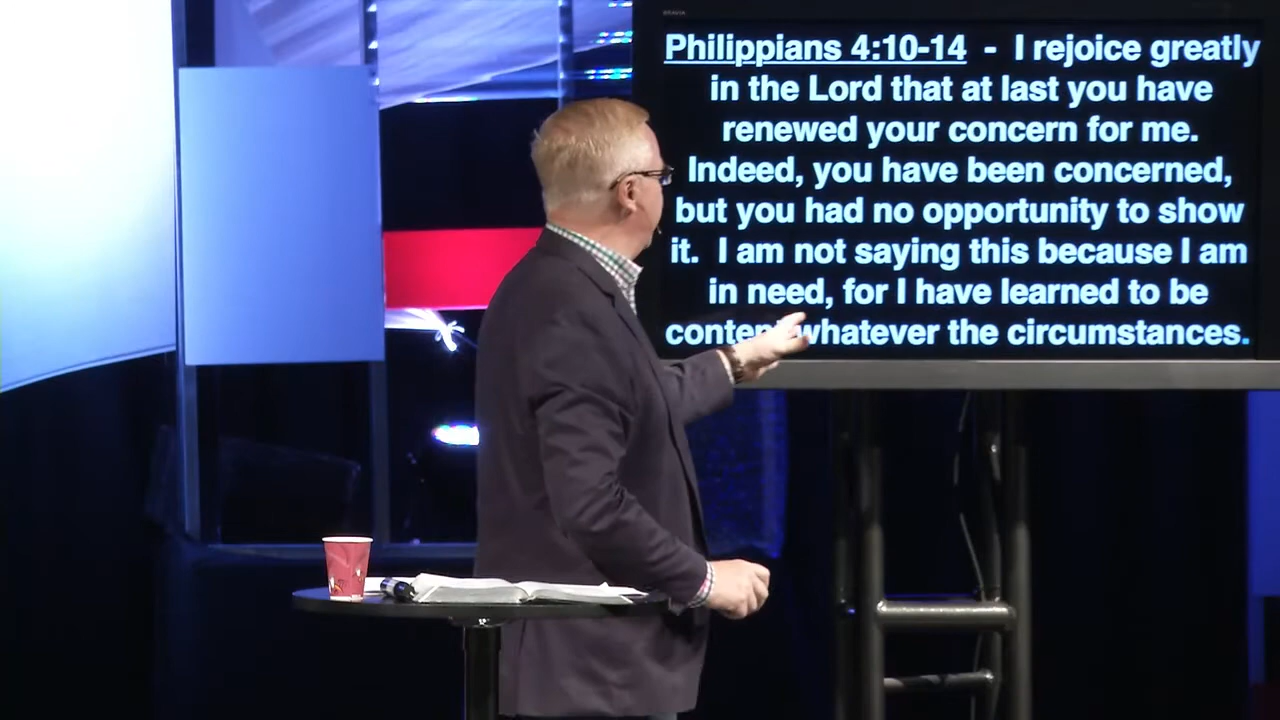 BRAVIA
Philippians 4:10-14 - I rejoice greatly
in the Lord that at last you have
renewed your concern for me.
Indeed, you have been concerned,
but you had no opportunity to show
it. I am not saying this because I am
in need, for I have learned to be
content whatever the circumstances.